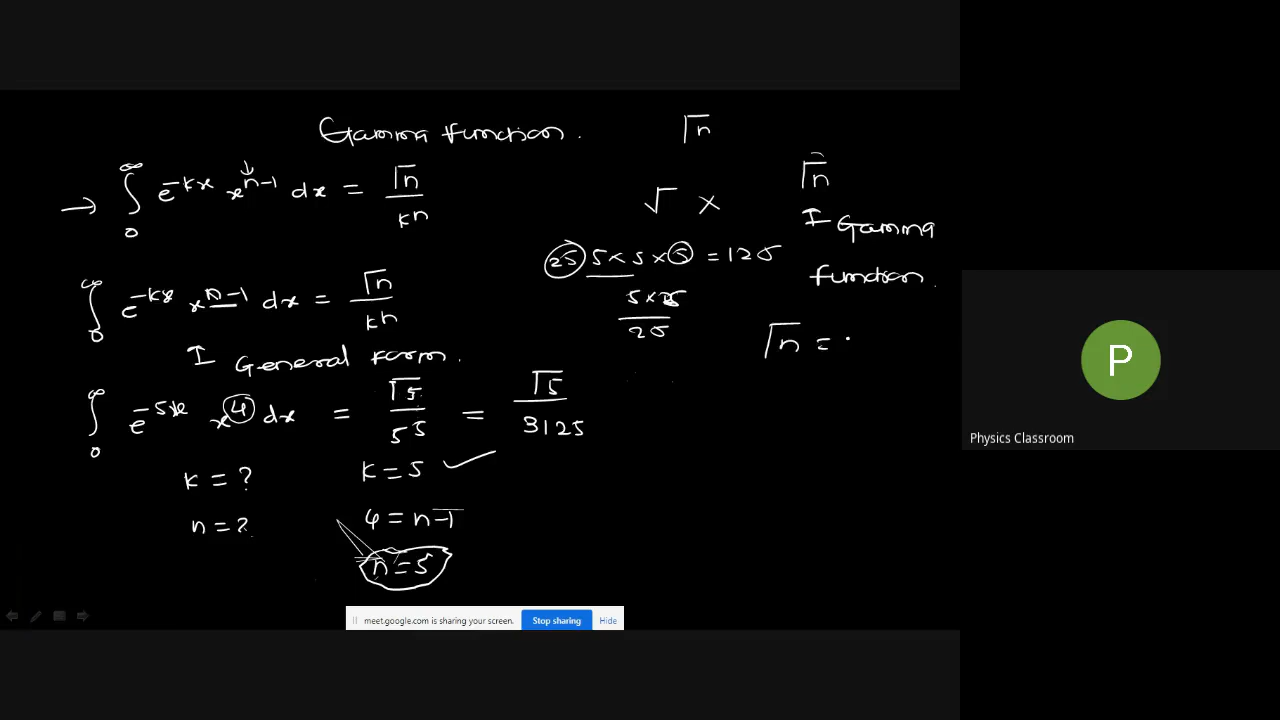 Gamma function.
Γn
→ ∫₀^∞ e^{-kx} x^{n-1} dx = Γn / k^n
∫₀^∞ e^{-kx} x^{n-1} dx = Γn / k^n
I General form.
∫₀^∞ e^{-5x} x^4 dx = Γ5 / 5^5 = Γ5 / 3125
k = ? k = 5 ✓
n = ? 4 = n-1
n = 5
√ ×
25 5×5×5 = 125
5×25
25
Γn
I Gamma
function.
Γn =
P
Physics Classroom
meet.google.com is sharing your screen. Stop sharing Hide